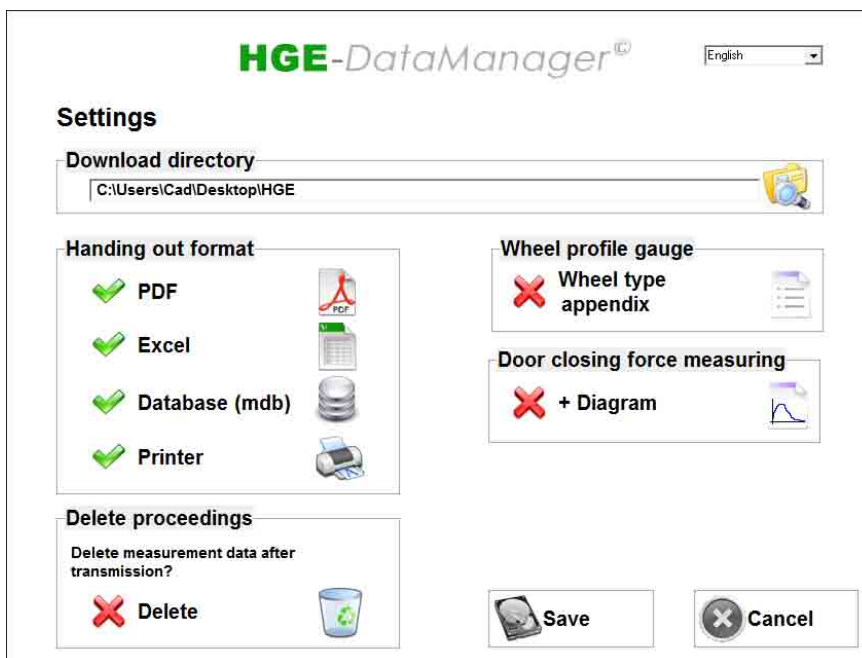 HGE-DataManager©
English
Settings
Download directory
C:\Users\Cad\Desktop\HGE
Handing out format
PDF
PDF
Excel
Database (mdb)
Printer
Wheel profile gauge
Wheel type
appendix
Door closing force measuring
+ Diagram
Delete proceedings
Delete measurement data after
transmission?
Delete
Save
Cancel